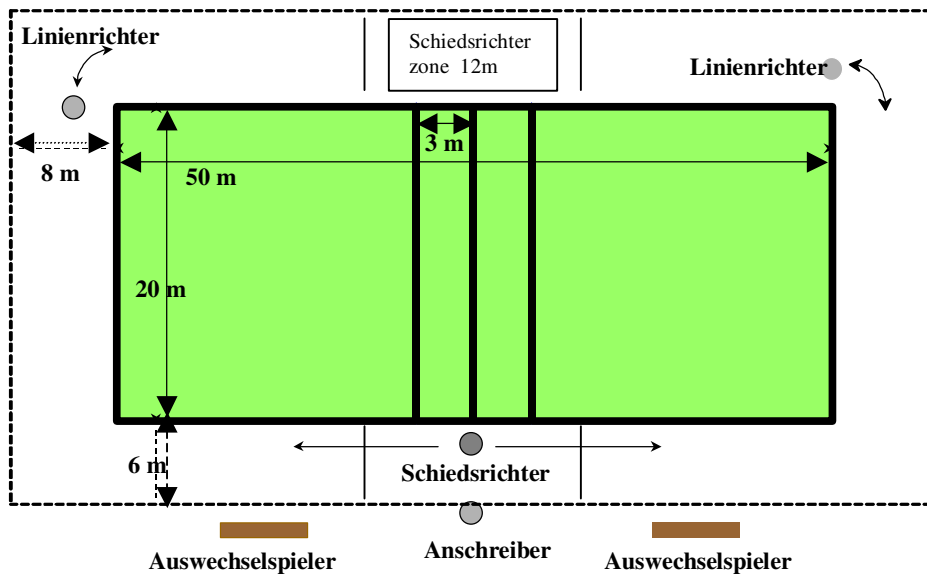 Linienrichter
Schiedsrichter
zone 12m
Linienrichter
3 m
8 m
50 m
20 m
6 m
Schiedsrichter
Anschreiber
Auswechselspieler
Auswechselspieler